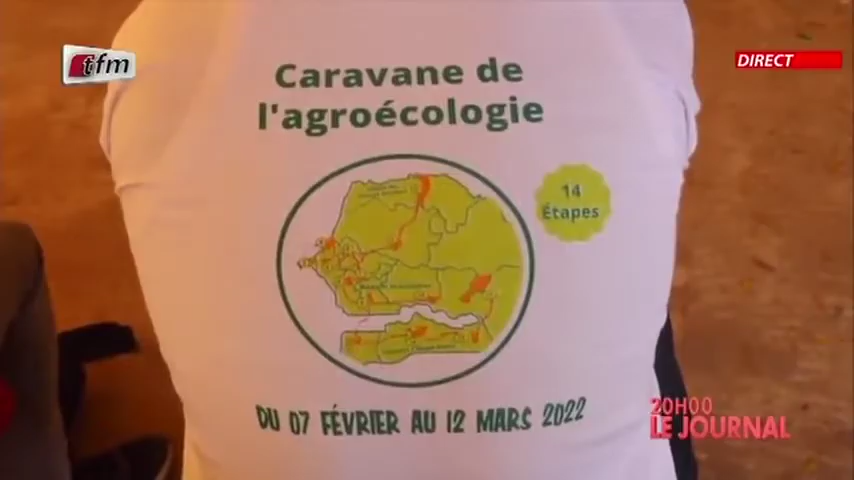 tfm
DIRECT
Caravane de
l'agroécologie
14
Étapes
DU 07 FÉVRIER AU 12 MARS 2022
20H00
LE JOURNAL